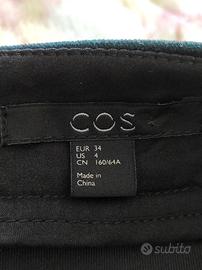 COS
EUR 34
US 4
CN 160/64A
Made in
China
subito